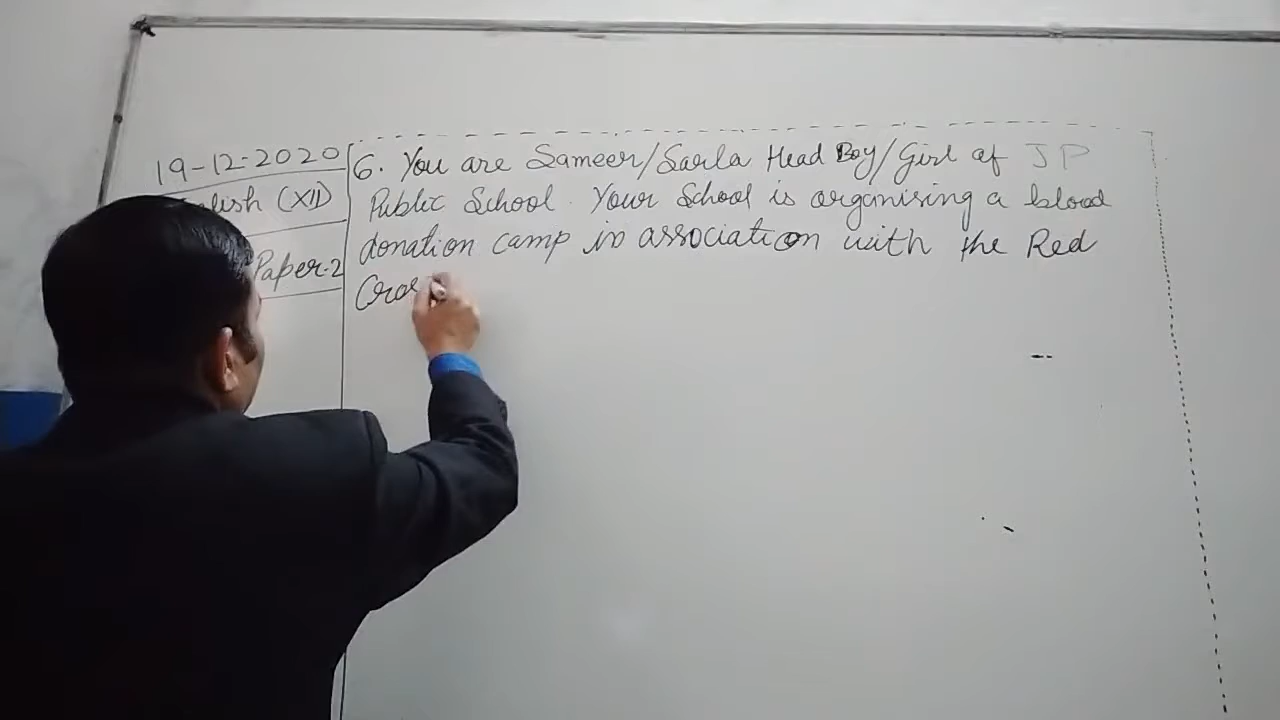 19-12-2020
(XII)
Paper-2
6. You are Sameer/Sarla Head Boy/Girl of JP
Public School. Your School is organising a blood
donation camp in association with the Red